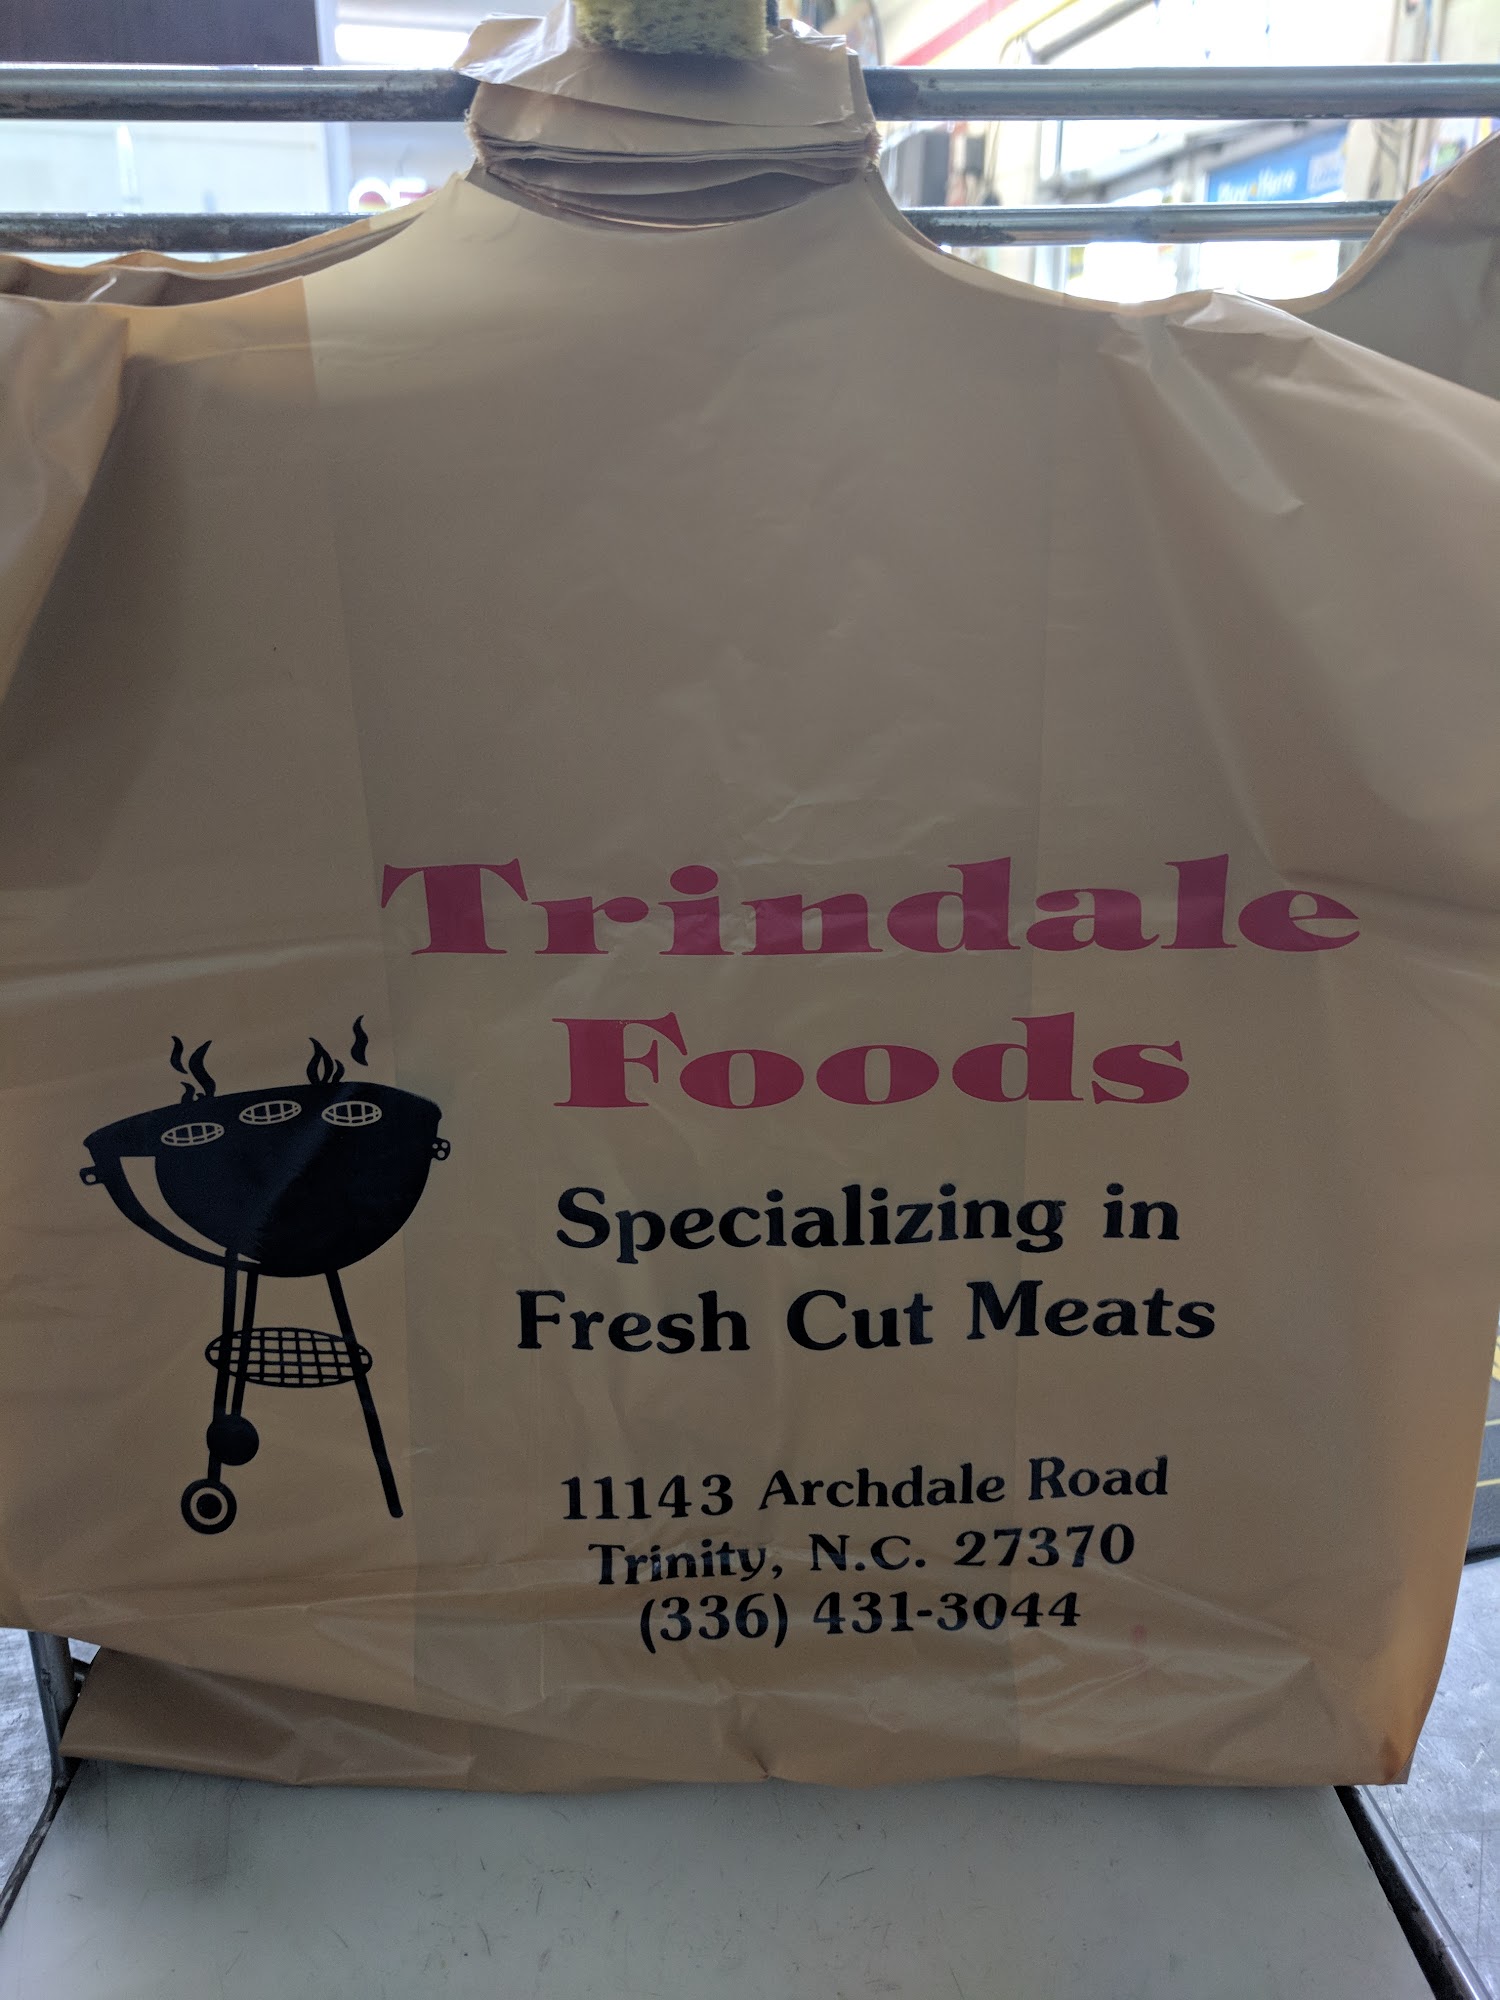 Trindale
Foods
Specializing in
Fresh Cut Meats
11143 Archdale Road
Trinity, N.C. 27370
(336) 431-3044